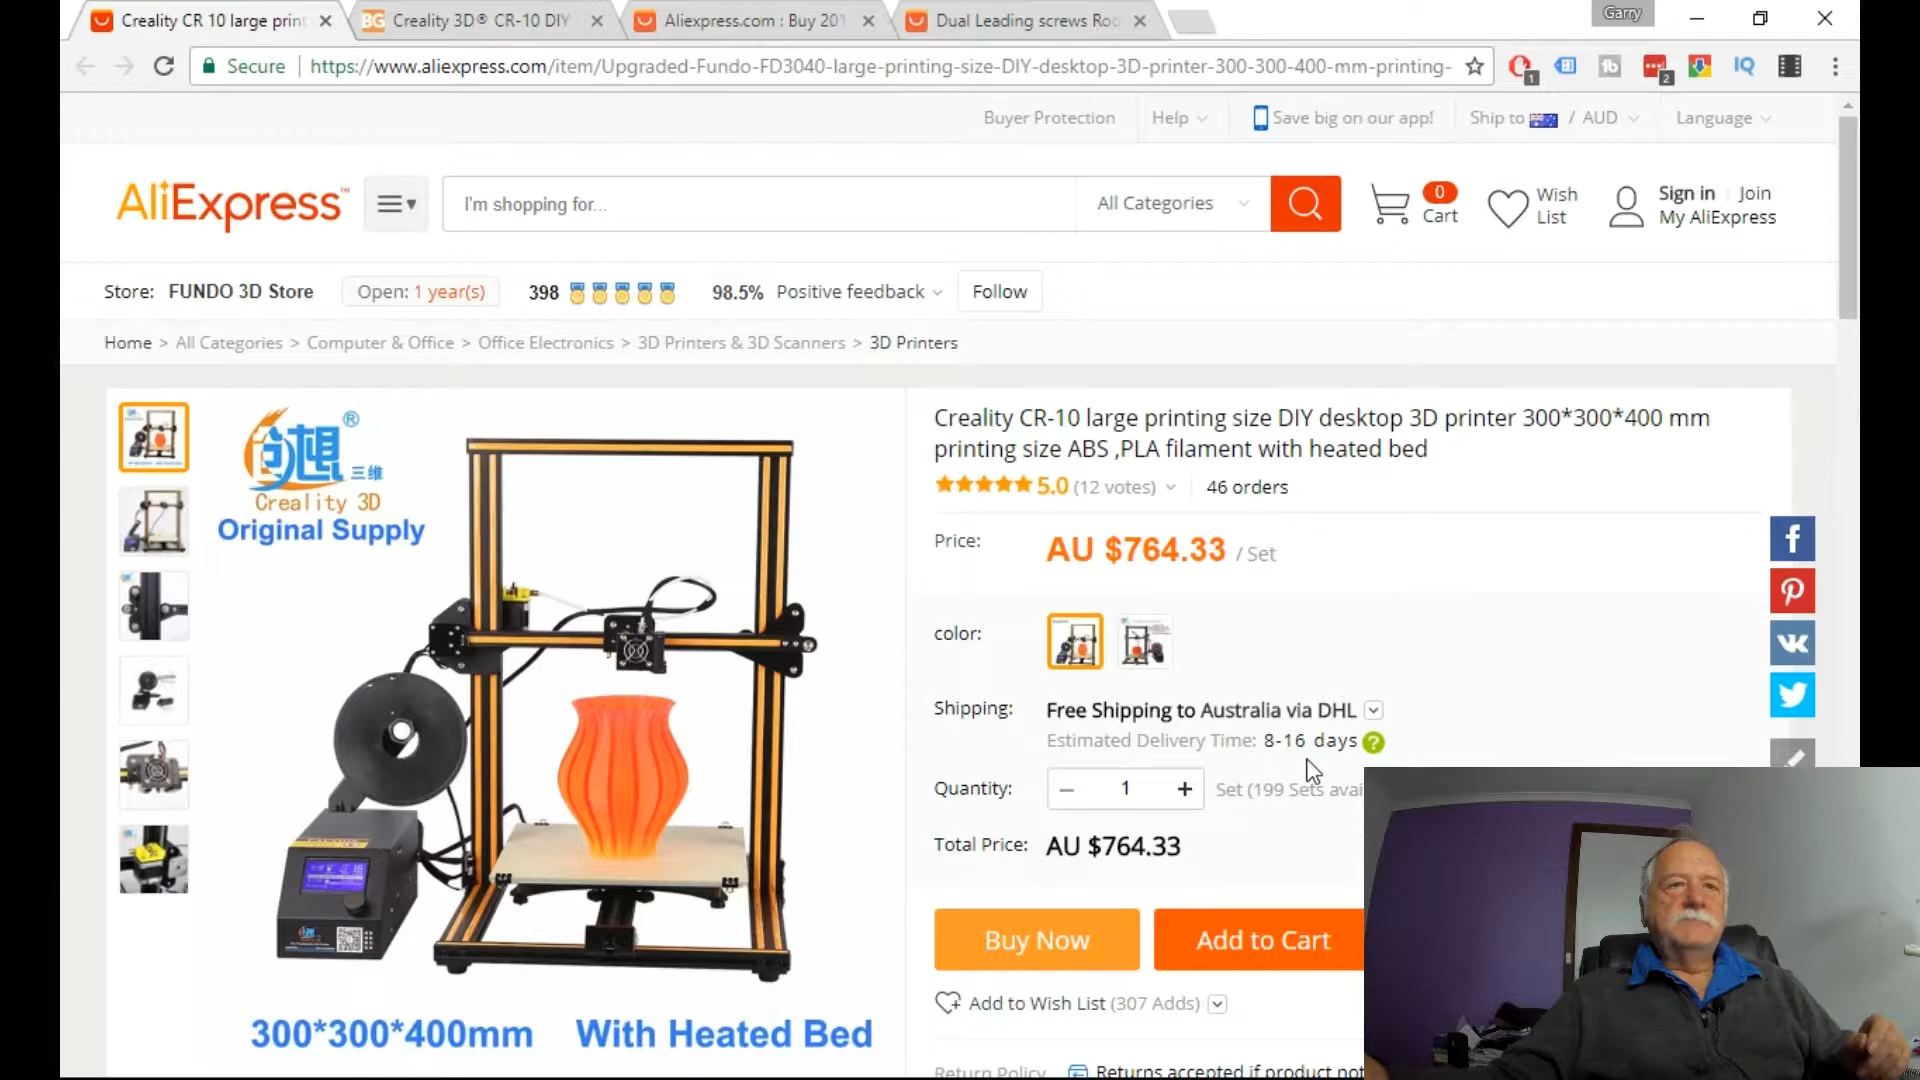 Creality CR 10 large print
Creality 3D® CR-10 DIY
Aliexpress.com : Buy 201
Dual Leading screws Rod
Garry
Secure
https://www.aliexpress.com/item/Upgraded-Fundo-FD3040-large-printing-size-DIY-desktop-3D-printer-300-300-400-mm-printing-
1
2
Buyer Protection
Help
Save big on our app!
Ship to / AUD
Language
AliExpress™
I'm shopping for...
All Categories
0
Cart
Wish List
Sign in
Join
My AliExpress
Store: FUNDO 3D Store
Open: 1 year(s)
398
98.5% Positive feedback
Follow
Home > All Categories > Computer & Office > Office Electronics > 3D Printers & 3D Scanners > 3D Printers
创想®
三维
Creality 3D
Original Supply
300*300*400mm With Heated Bed
Creality CR-10 large printing size DIY desktop 3D printer 300*300*400 mm
printing size ABS ,PLA filament with heated bed
5.0 (12 votes)
46 orders
Price: AU $764.33 / Set
color:
Shipping: Free Shipping to Australia via DHL
Estimated Delivery Time: 8-16 days
Quantity: 1 Set (199 Sets avai
Total Price: AU $764.33
Buy Now
Add to Cart
Add to Wish List (307 Adds)
Return Policy Returns accepted if product not